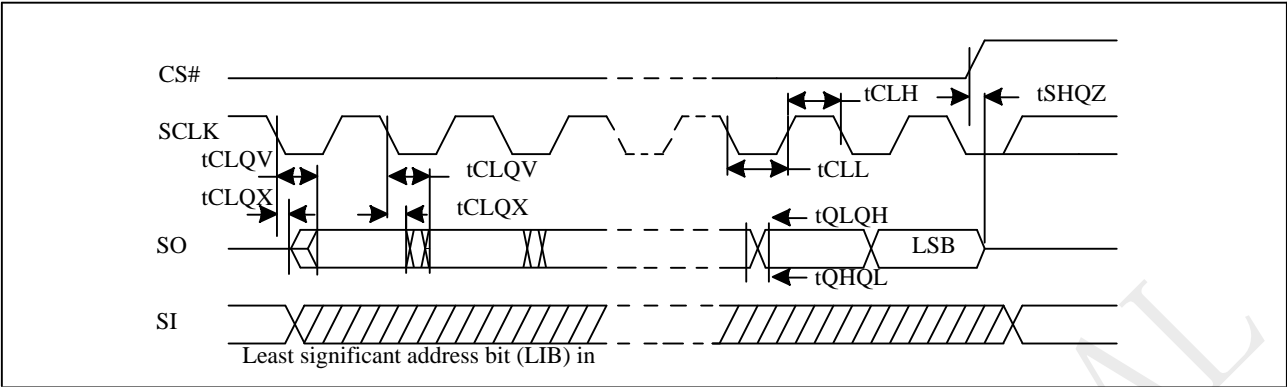 CS#
tCLH
tSHQZ
SCLK
tCLQV
tCLQV
tCLL
tCLQX
tCLQX
tQLQH
SO
LSB
tQHQL
SI
Least significant address bit (LIB) in
AL